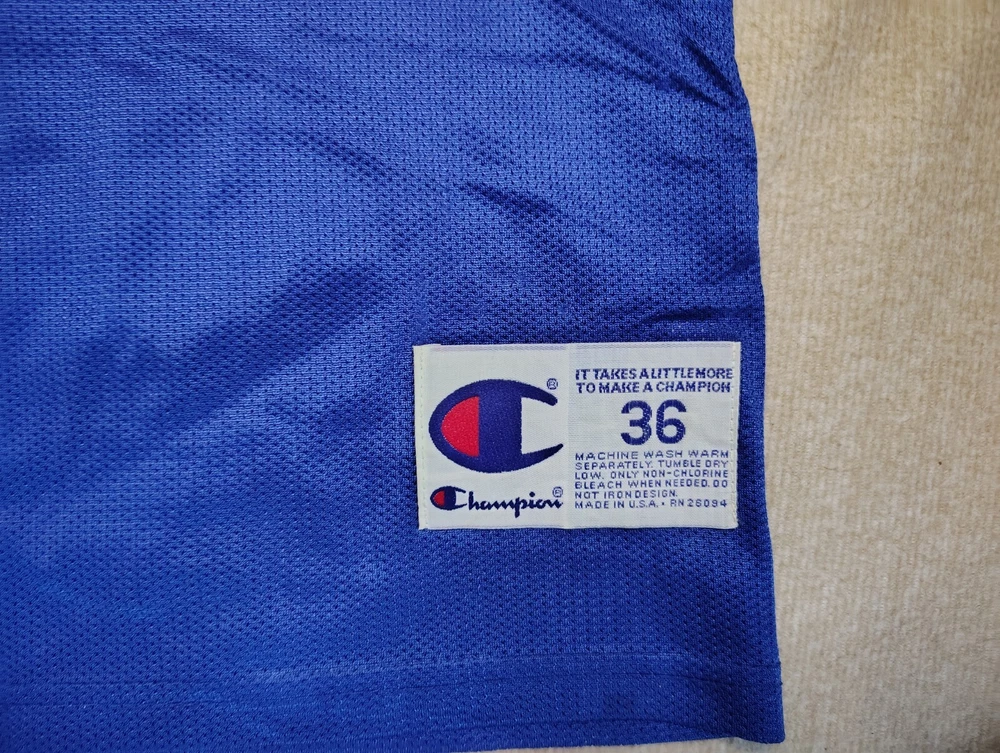 IT TAKES A LITTLE MORE
TO MAKE A CHAMPION
36
MACHINE WASH WARM
SEPARATELY. TUMBLE DRY
LOW. ONLY NON-CHLORINE
BLEACH WHEN NEEDED. DO
NOT IRON DESIGN.
MADE IN U.S.A. • RN 26094
®
Champion®